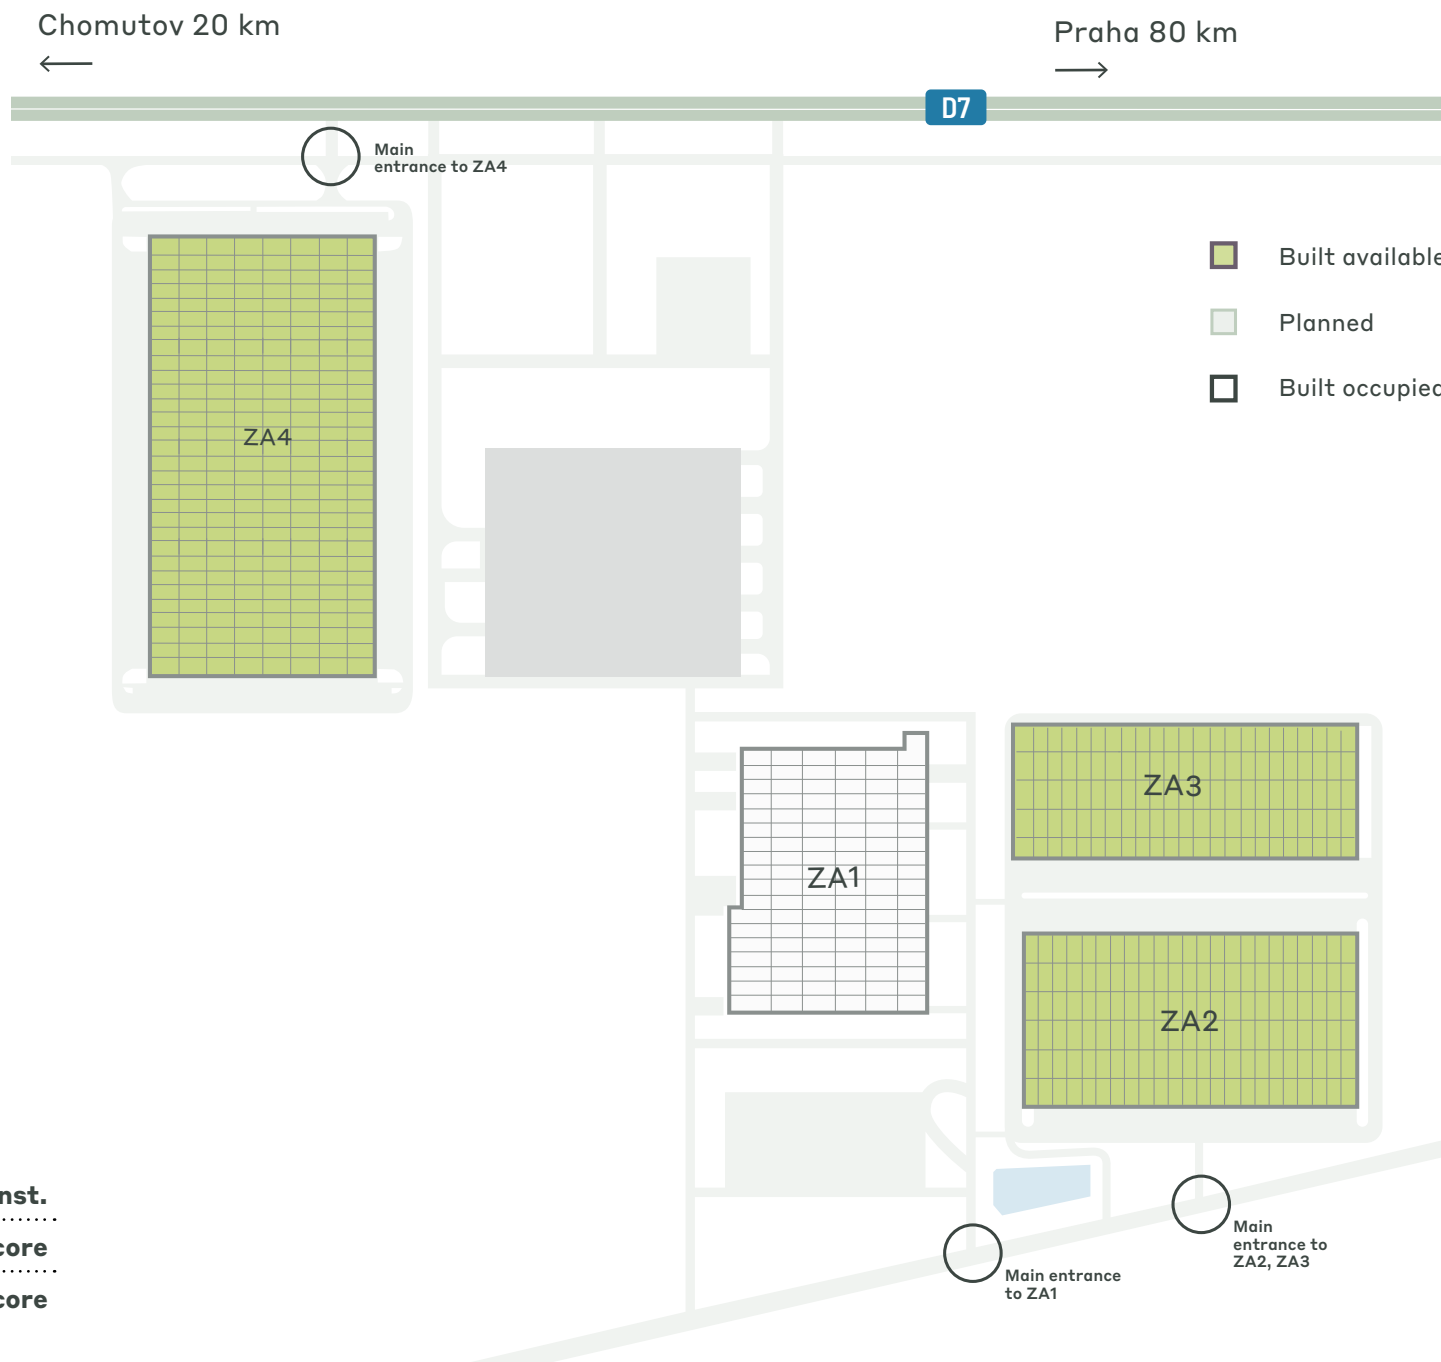 Chomutov 20 km
Praha 80 km
D7
Main
entrance to ZA4
Built available
Planned
Built occupied
ZA4
ZA3
ZA1
ZA2
nst.
core
core
Main
entrance to
ZA2, ZA3
Main entrance
to ZA1